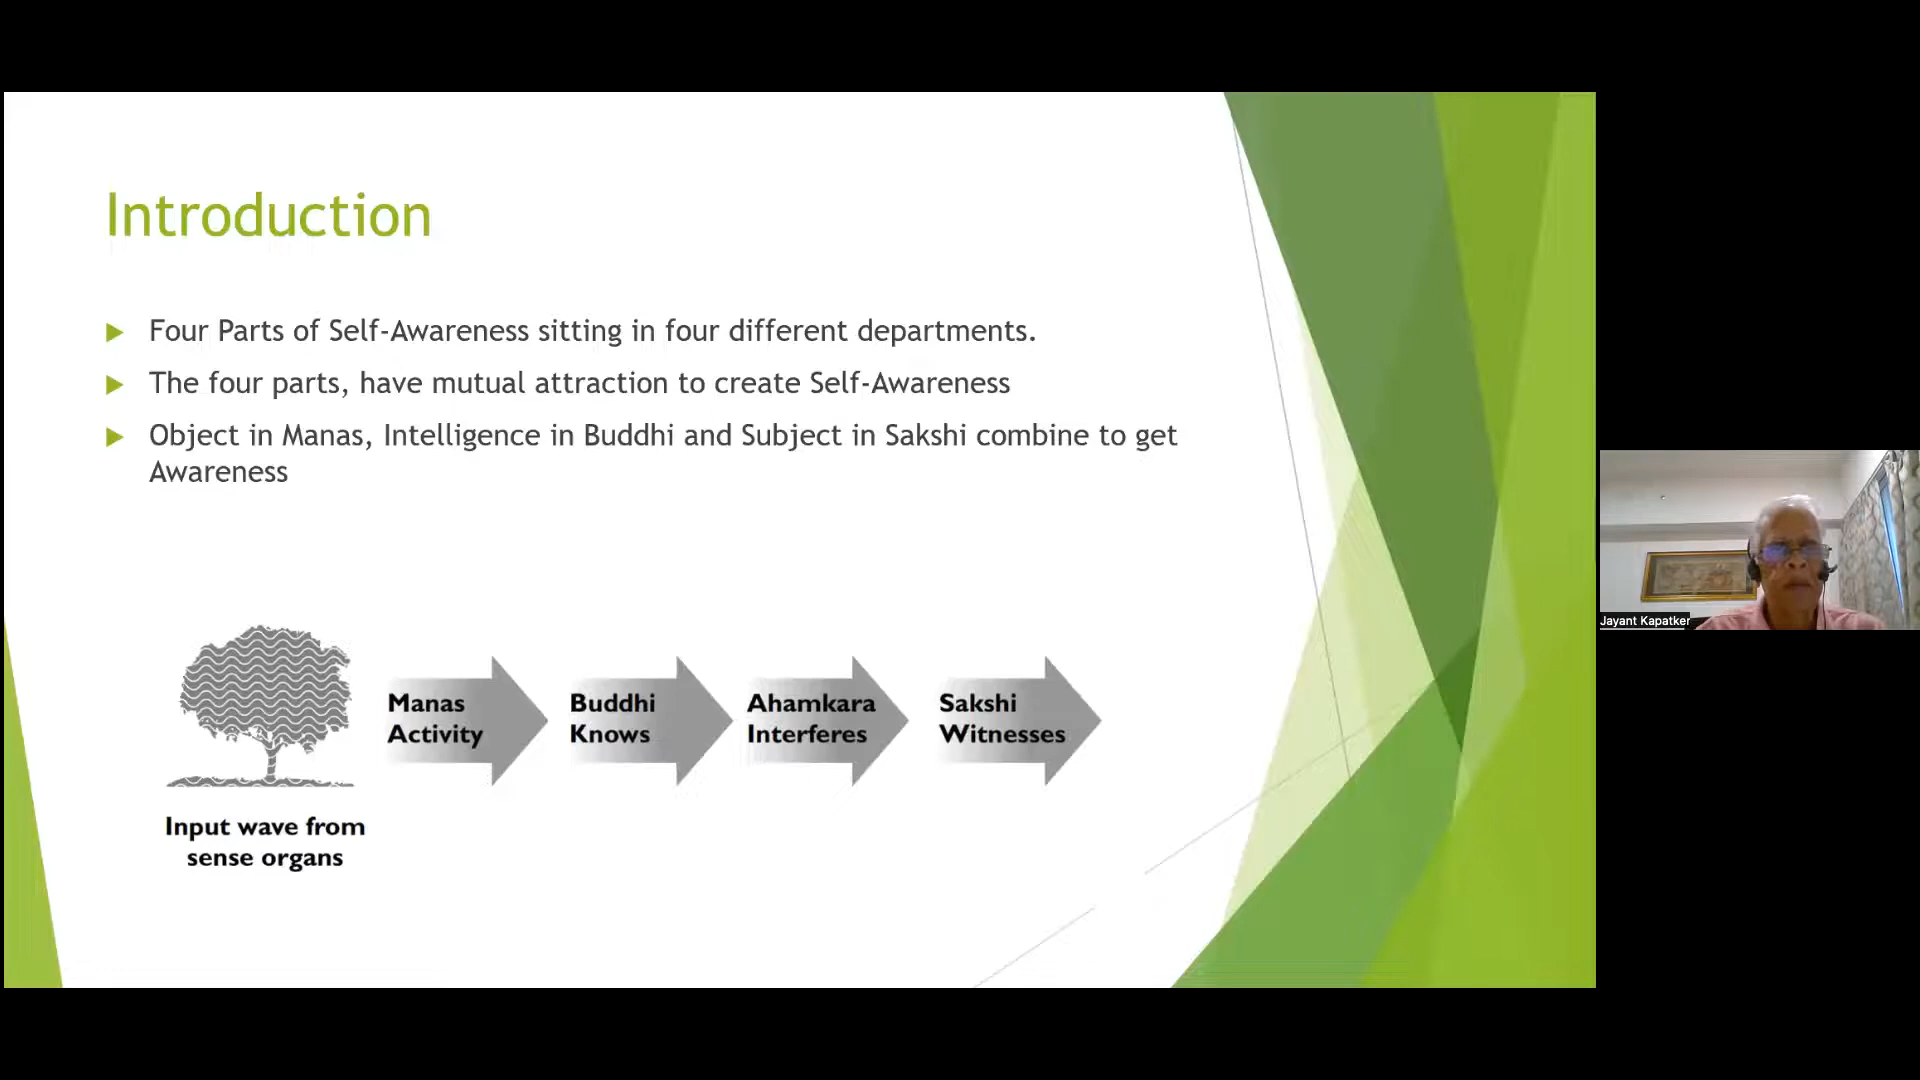 Introduction
Four Parts of Self-Awareness sitting in four different departments.
The four parts, have mutual attraction to create Self-Awareness
Object in Manas, Intelligence in Buddhi and Subject in Sakshi combine to get
Awareness
Manas
Activity
Buddhi
Knows
Ahamkara
Interferes
Sakshi
Witnesses
Input wave from
sense organs
Jayant Kapatker